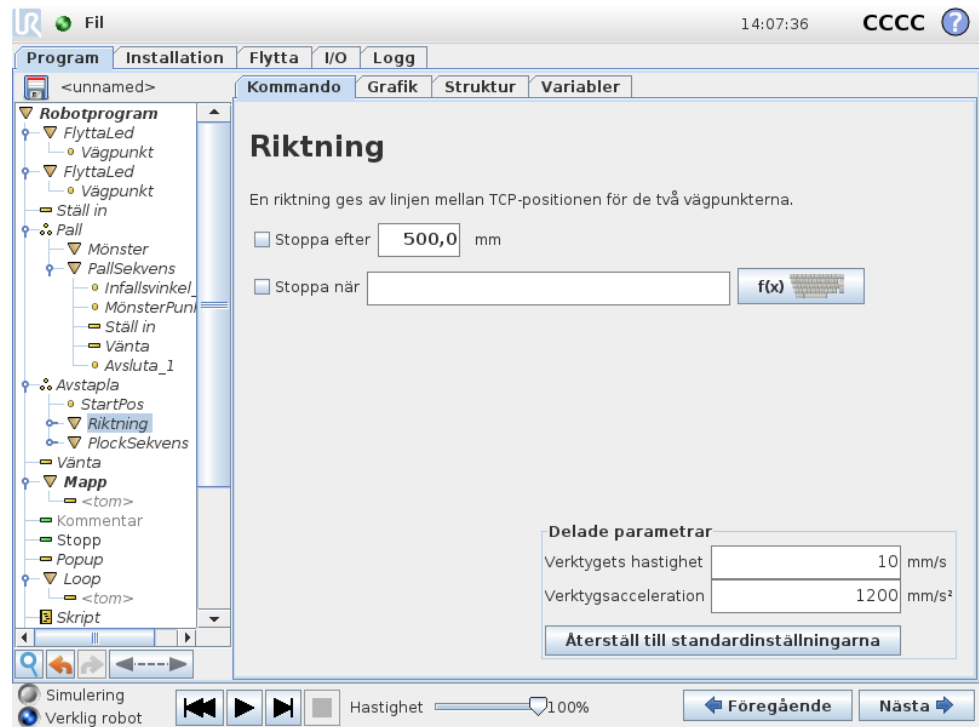 UR Fil 14:07:36 CCCC ?
Program Installation Flytta I/O Logg
<unnamed>
Kommando Grafik Struktur Variabler
Robotprogram
FlyttaLed
Vägpunkt
FlyttaLed
Vägpunkt
Ställ in
Pall
Mönster
PallSekvens
Infallsvinkel_
MönsterPunl
Ställ in
Vänta
Avsluta_1
Avstapla
StartPos
Riktning
PlockSekvens
Vänta
Mapp
<tom>
Kommentar
Stopp
Popup
Loop
<tom>
Skript
Riktning
En riktning ges av linjen mellan TCP-positionen för de två vägpunkterna.
Stoppa efter 500,0 mm
Stoppa när f(x)
Delade parametrar
Verktygets hastighet 10 mm/s
Verktygsacceleration 1200 mm/s²
Återställ till standardinställningarna
Simulering
Verklig robot
Hastighet 100%
Föregående Nästa